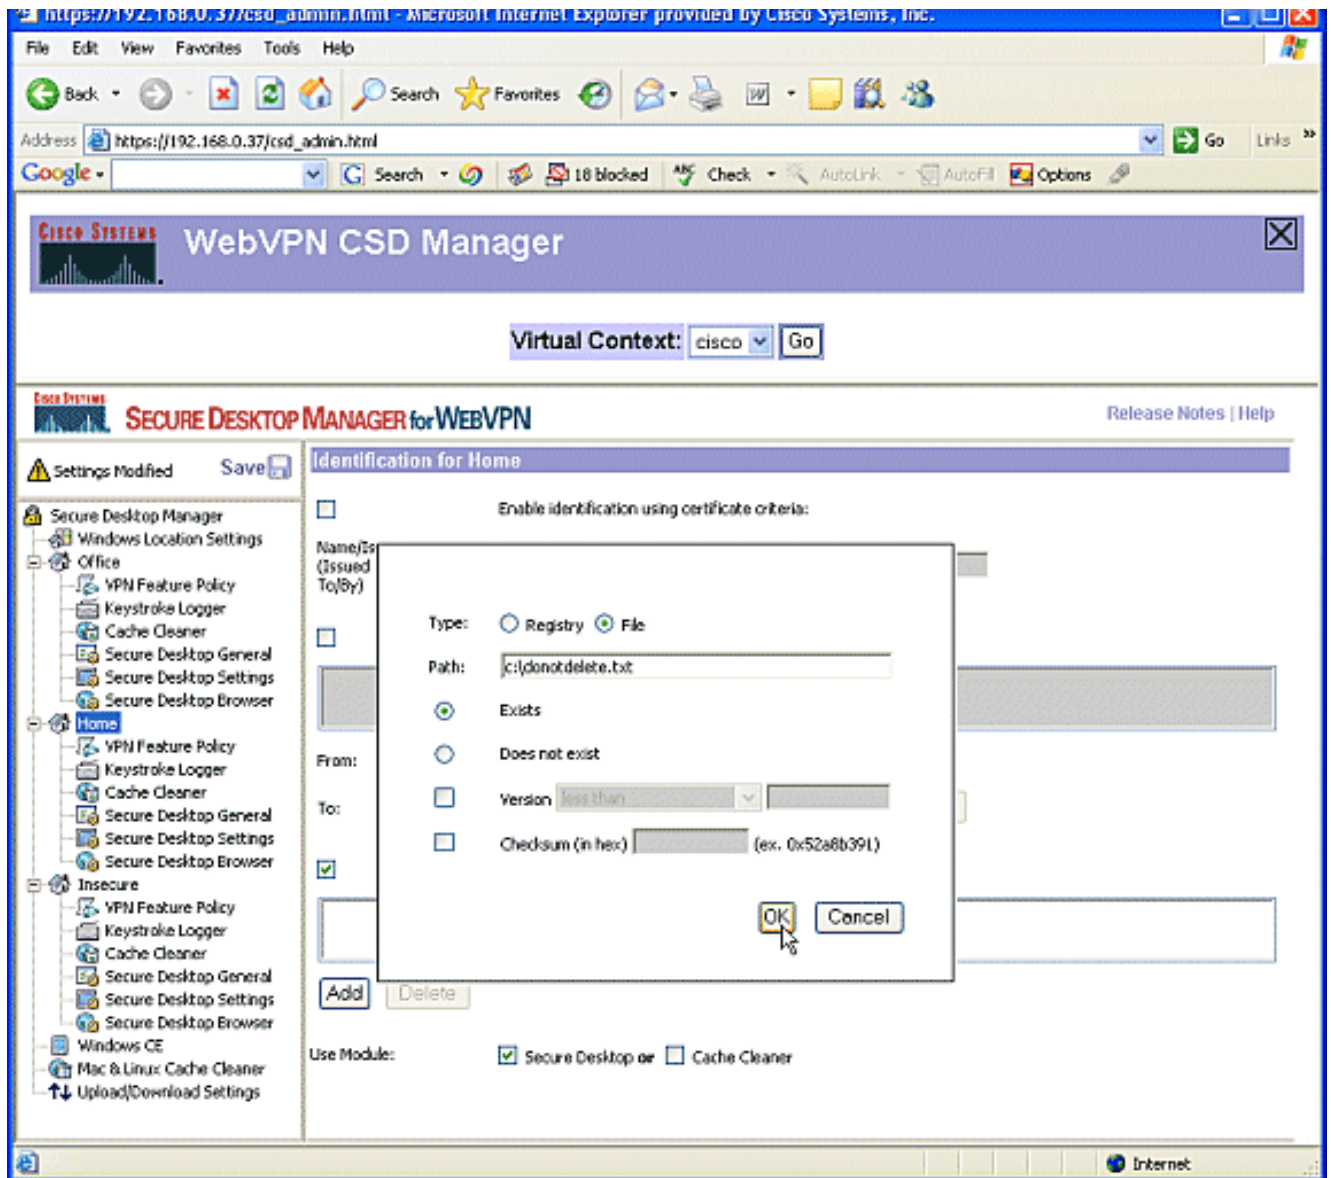 https://192.168.0.37/csd_admin.html - Microsoft Internet Explorer provided by Cisco Systems, Inc.
File Edit View Favorites Tools Help
Back Search Favorites W
Address https://192.168.0.37/csd_admin.html Go Links »
Google G Search 18 blocked ABC Check AutoLink AutoFill Options
CISCO SYSTEMS WebVPN CSD Manager
Virtual Context: cisco Go
CISCO SYSTEMS SECURE DESKTOP MANAGER for WEBVPN Release Notes | Help
Settings Modified Save
Identification for Home
Secure Desktop Manager
Windows Location Settings
Office
VPN Feature Policy
Keystroke Logger
Cache Cleaner
Secure Desktop General
Secure Desktop Settings
Secure Desktop Browser
Home
VPN Feature Policy
Keystroke Logger
Cache Cleaner
Secure Desktop General
Secure Desktop Settings
Secure Desktop Browser
Insecure
VPN Feature Policy
Keystroke Logger
Cache Cleaner
Secure Desktop General
Secure Desktop Settings
Secure Desktop Browser
Windows CE
Mac & Linux Cache Cleaner
Upload/Download Settings
Enable identification using certificate criteria:
Name/Is
(Issued
To/By)
From:
To:
Type: Registry File
Path: c:\donotdelete.txt
Exists
Does not exist
Version less than
Checksum (in hex) (ex. 0x52a8b391)
OK Cancel
Add Delete
Use Module: Secure Desktop or Cache Cleaner
Internet